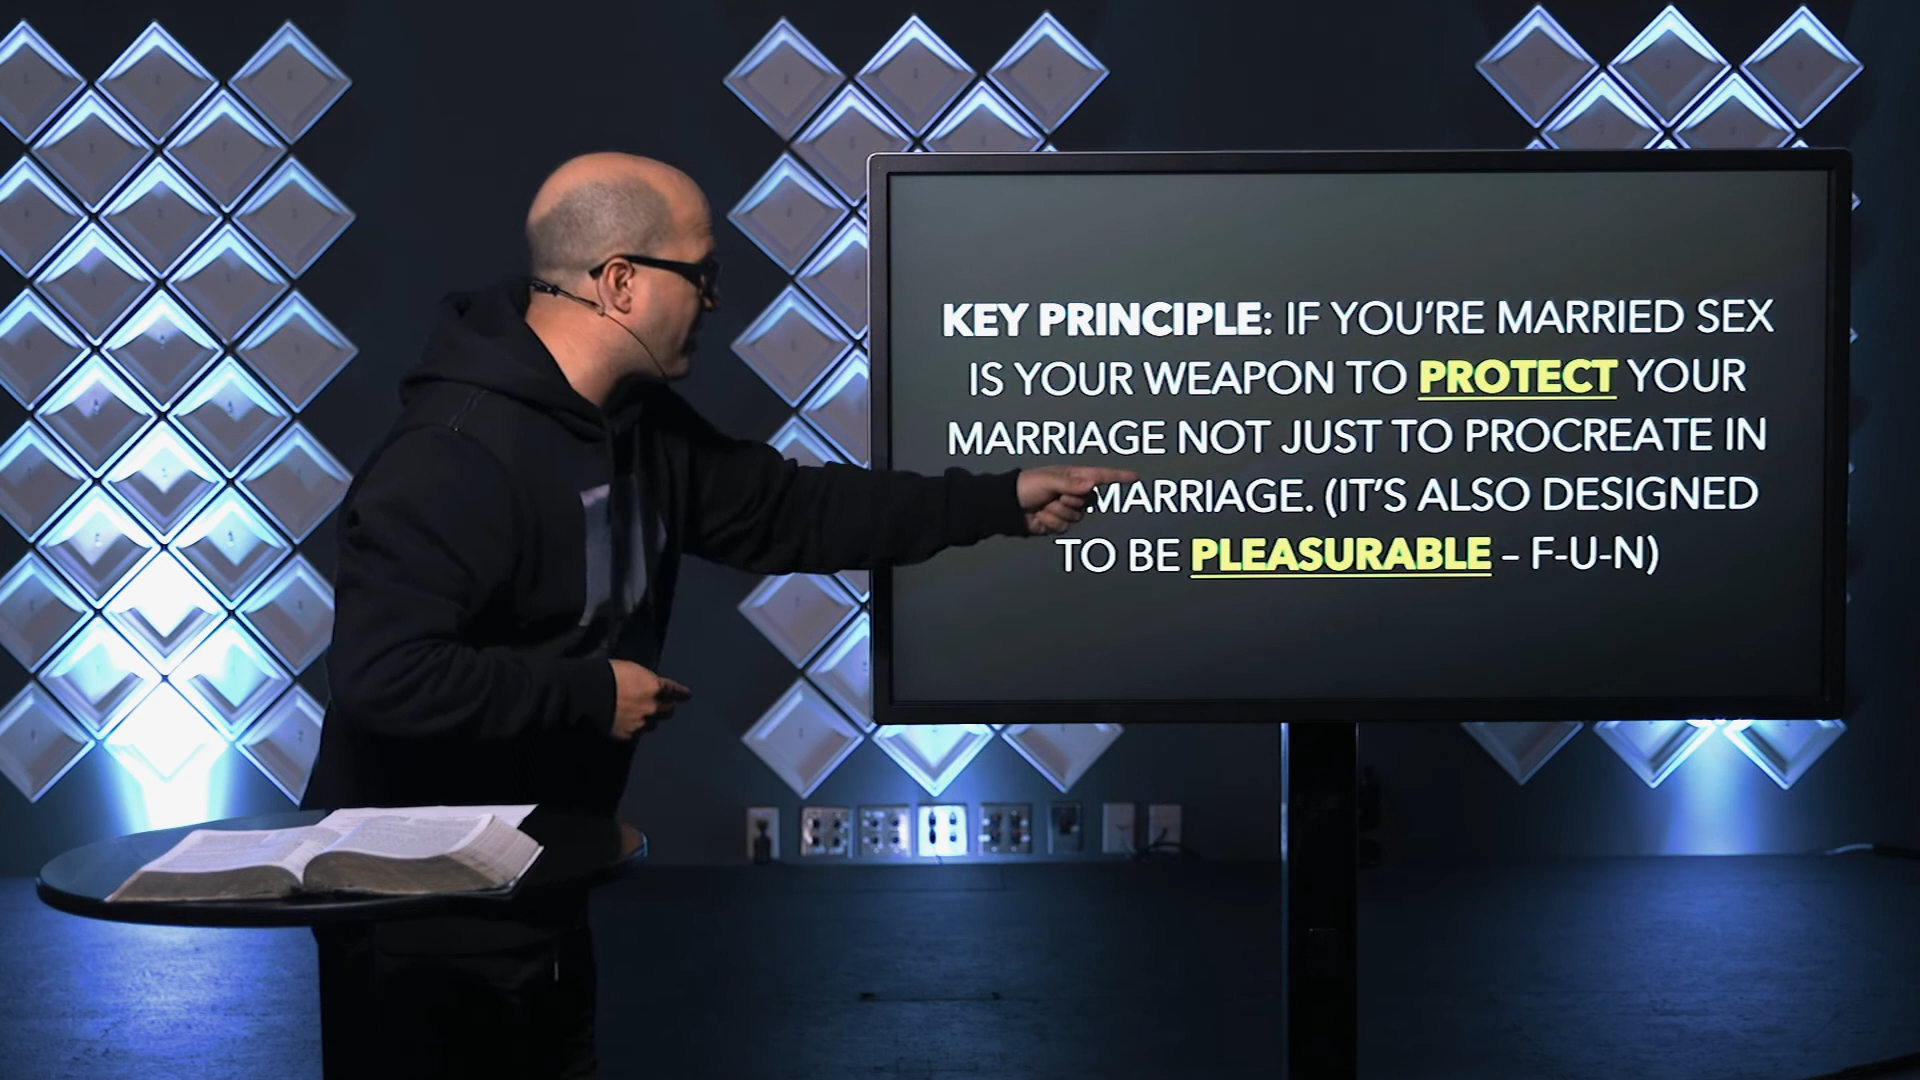 KEY PRINCIPLE: IF YOU'RE MARRIED SEX
IS YOUR WEAPON TO PROTECT YOUR
MARRIAGE NOT JUST TO PROCREATE IN
MARRIAGE. (IT'S ALSO DESIGNED
TO BE PLEASURABLE – F-U-N)